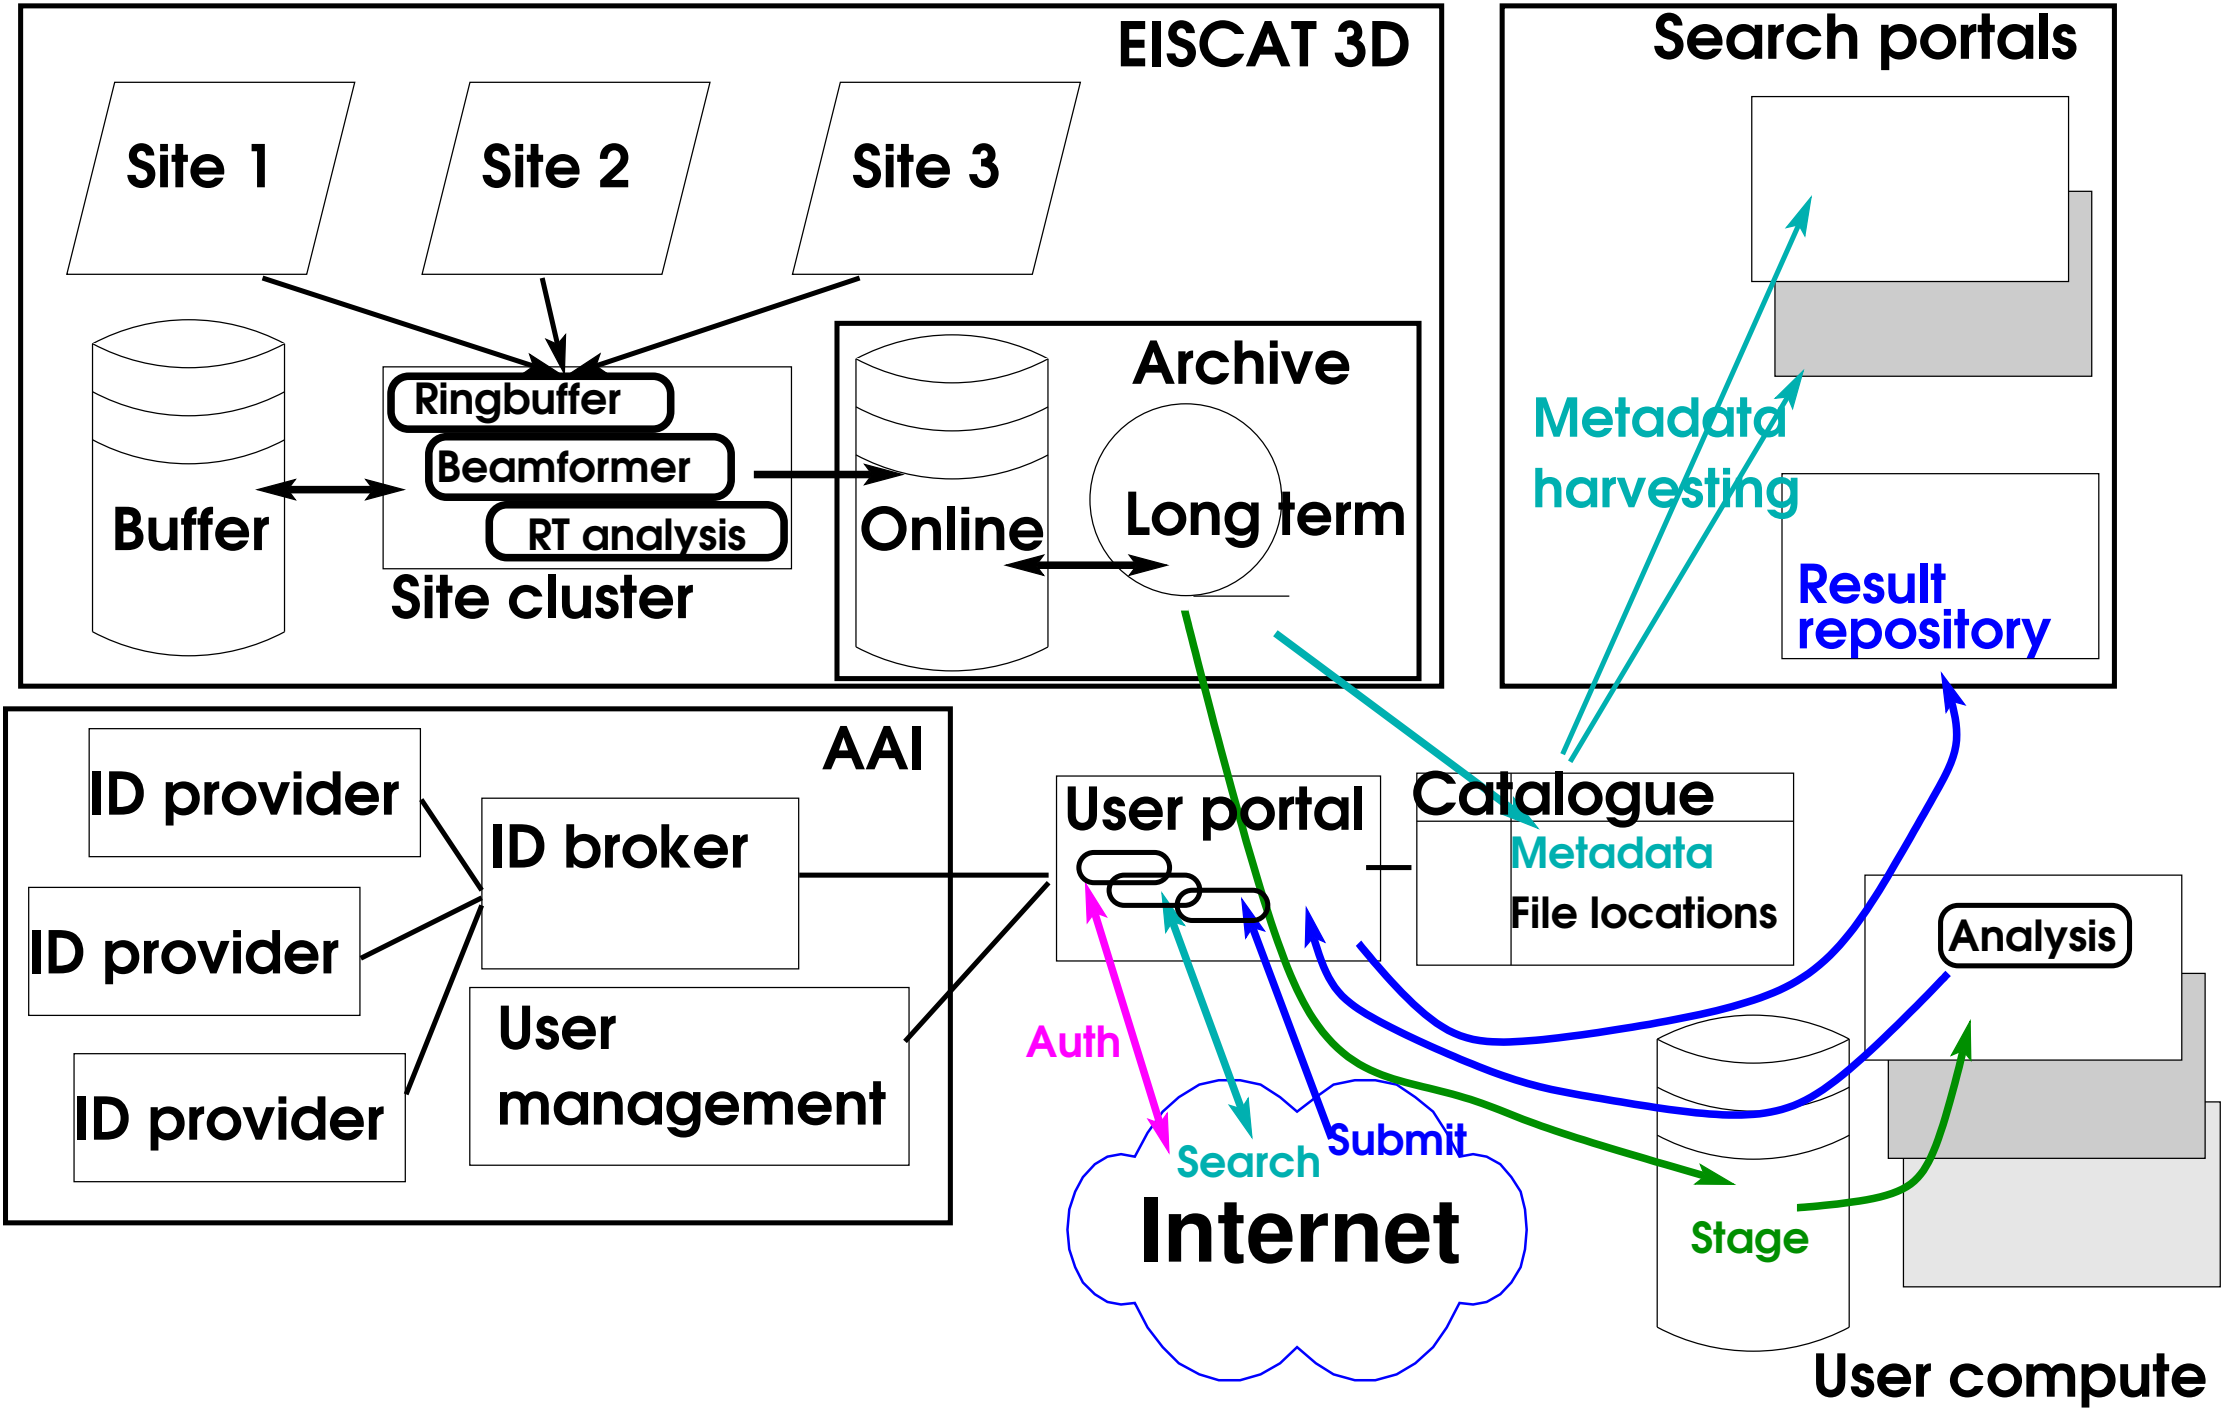 EISCAT 3D
Search portals
Site 1
Site 2
Site 3
Archive
Ringbuffer
Beamformer
RT analysis
Buffer
Site cluster
Online
Long term
Metadata
harvesting
Result
repository
AAI
ID provider
ID broker
ID provider
User
management
ID provider
User portal
Catalogue
Metadata
File locations
Analysis
Auth
Search
Submit
Internet
Stage
User compute